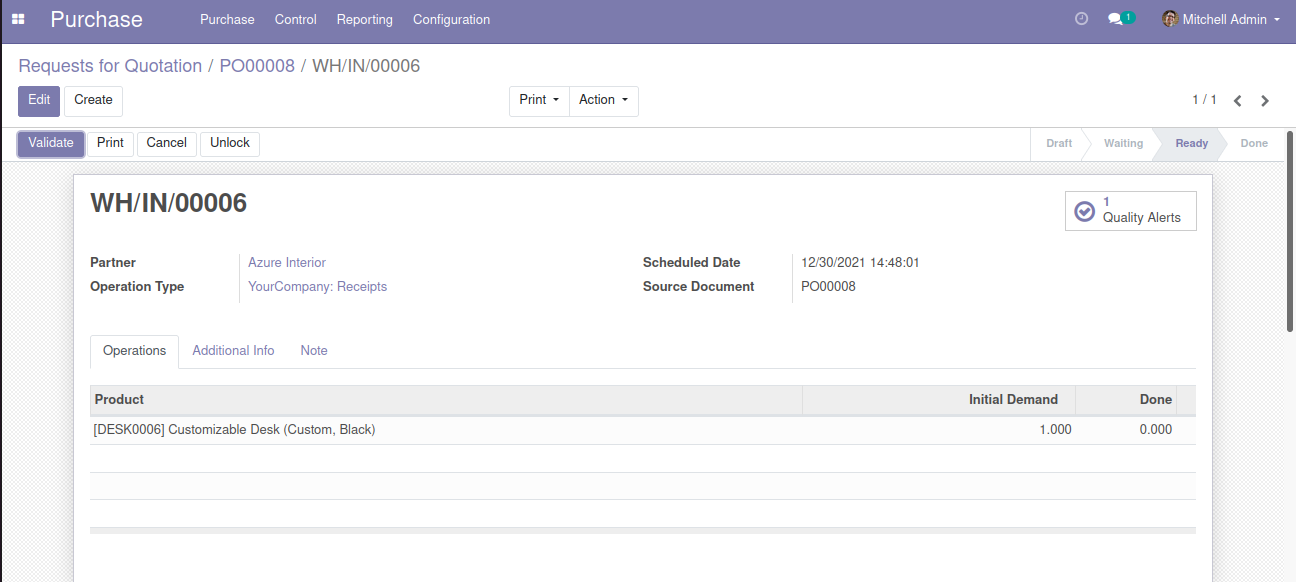 Purchase Purchase Control Reporting Configuration 1 Mitchell Admin
Requests for Quotation / PO00008 / WH/IN/00006
Edit Create Print Action 1 / 1
Validate Print Cancel Unlock Draft Waiting Ready Done
WH/IN/00006
1
Quality Alerts
Partner Azure Interior Scheduled Date 12/30/2021 14:48:01
Operation Type YourCompany: Receipts Source Document PO00008
Operations Additional Info Note
Product Initial Demand Done
[DESK0006] Customizable Desk (Custom, Black) 1.000 0.000